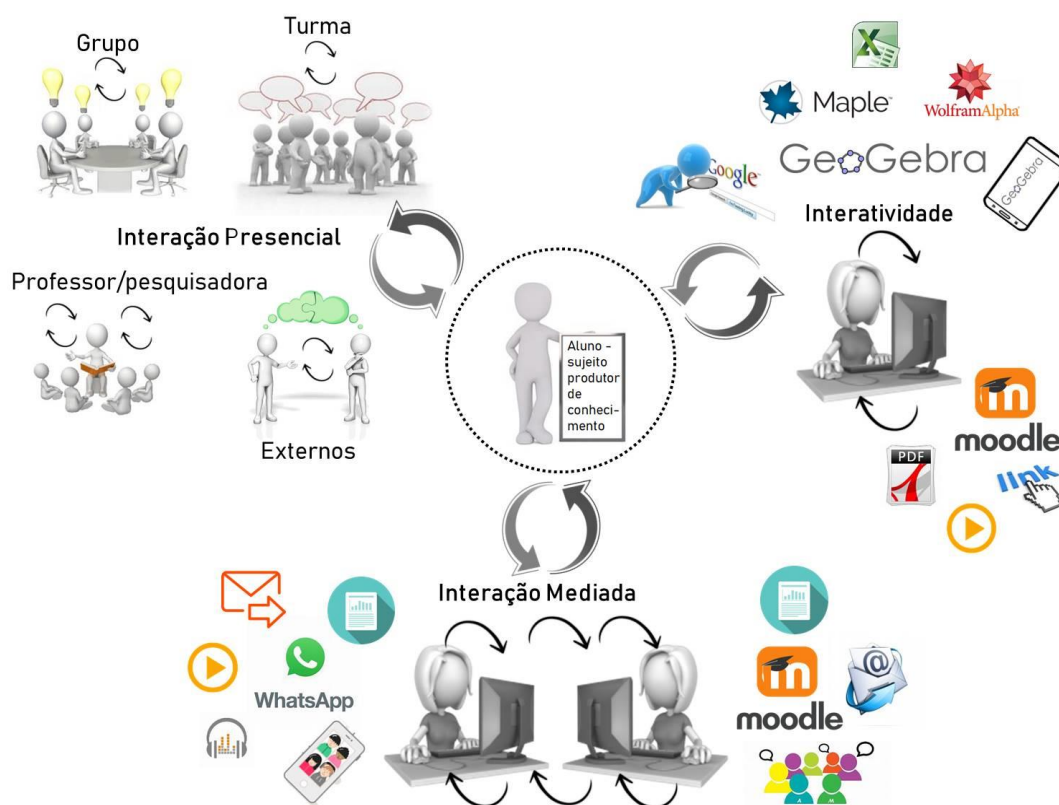 Grupo
Turma
Interação Presencial
Professor/pesquisadora
Externos
Aluno -
sujeito
produtor
de
conheci-
mento
Maple
WolframAlpha
Google
GeoGebra
GeoGebra
Interatividade
PDF
moodle
link
Interação Mediada
WhatsApp
moodle
@